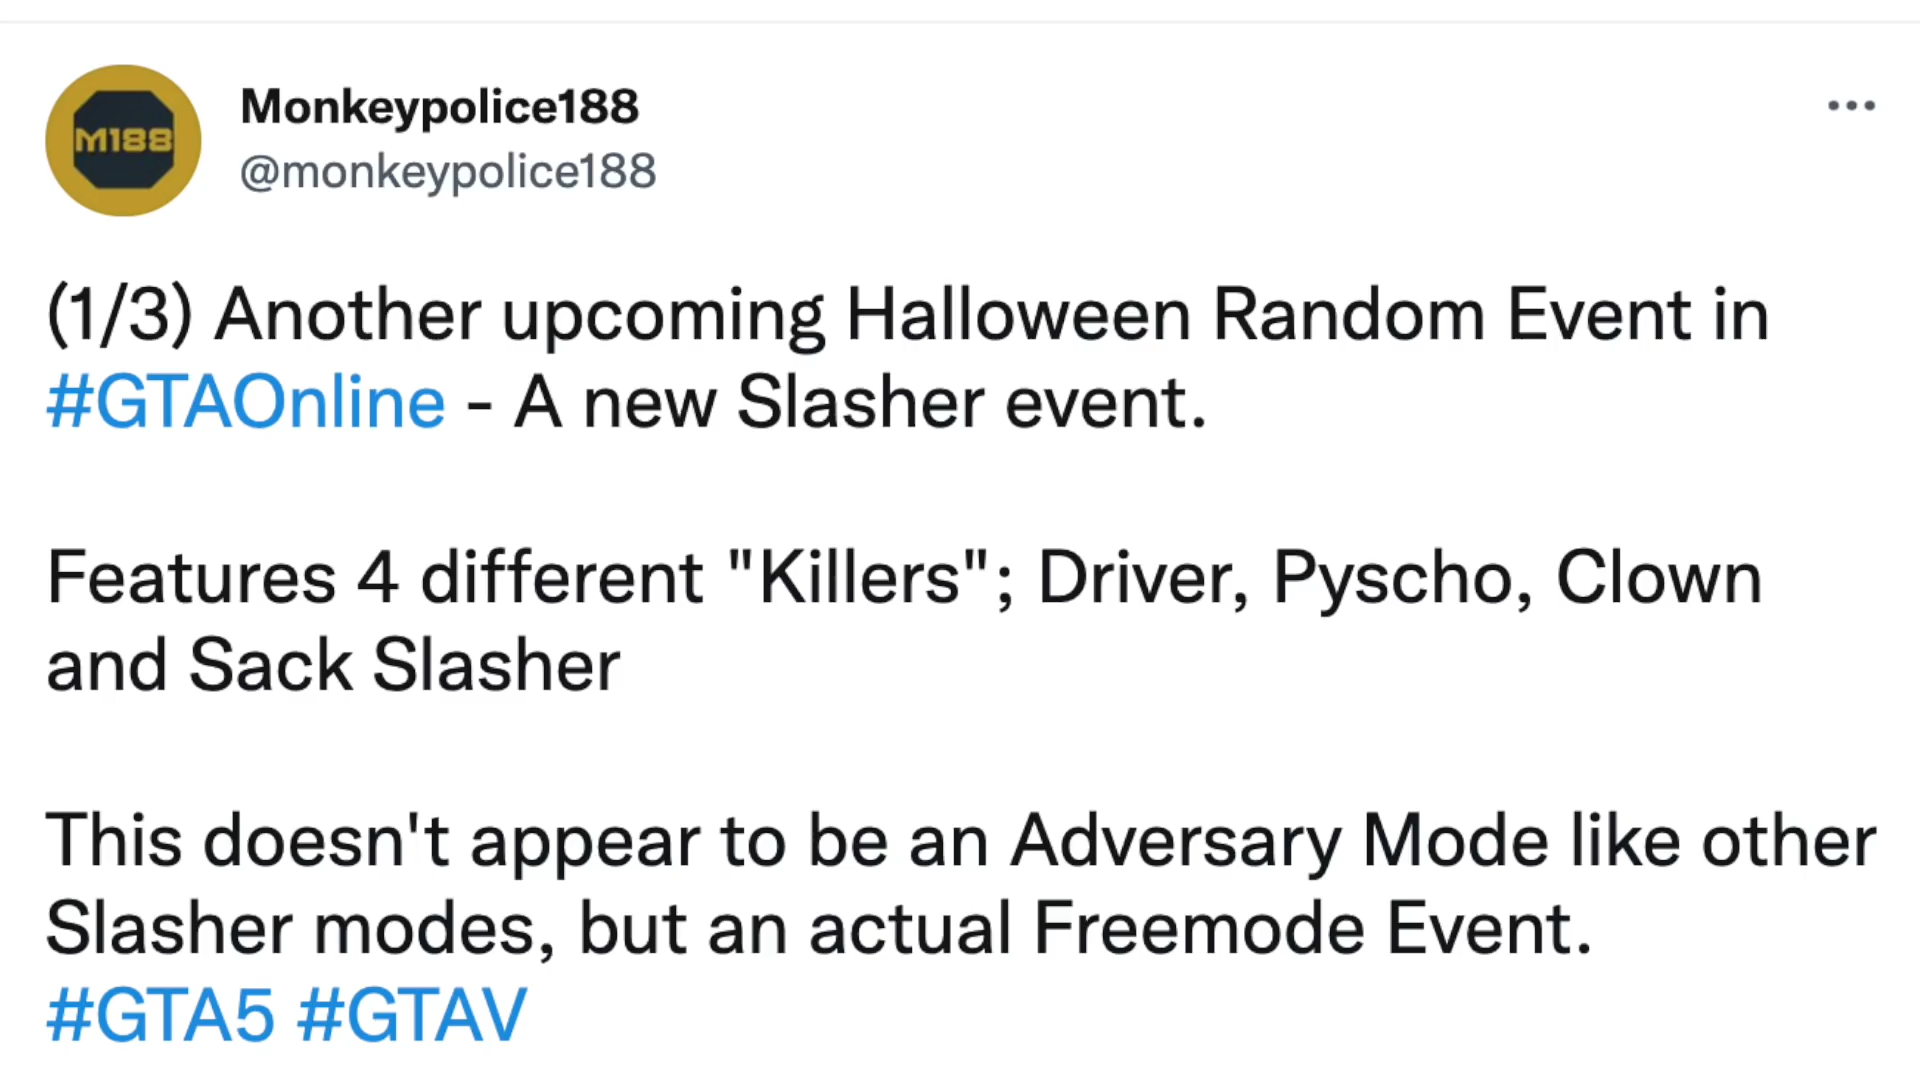 M188
Monkeypolice188
@monkeypolice188
(1/3) Another upcoming Halloween Random Event in
#GTAOnline - A new Slasher event.
Features 4 different "Killers"; Driver, Pyscho, Clown
and Sack Slasher
This doesn't appear to be an Adversary Mode like other
Slasher modes, but an actual Freemode Event.
#GTA5 #GTAV